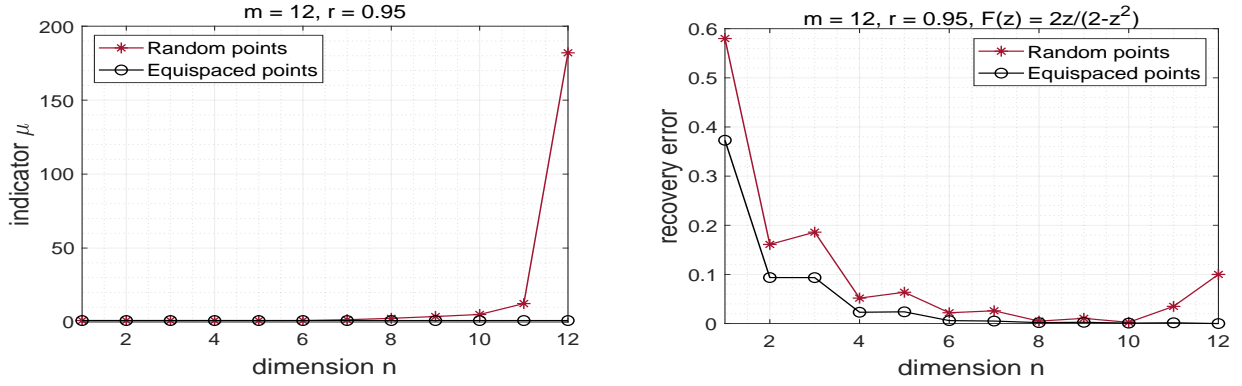 m = 12, r = 0.95
200
150
100
50
0
indicator μ
Random points
Equispaced points
2 4 6 8 10 12
dimension n
m = 12, r = 0.95, F(z) = 2z/(2-z²)
0.6
0.5
0.4
0.3
0.2
0.1
0
recovery error
Random points
Equispaced points
2 4 6 8 10 12
dimension n